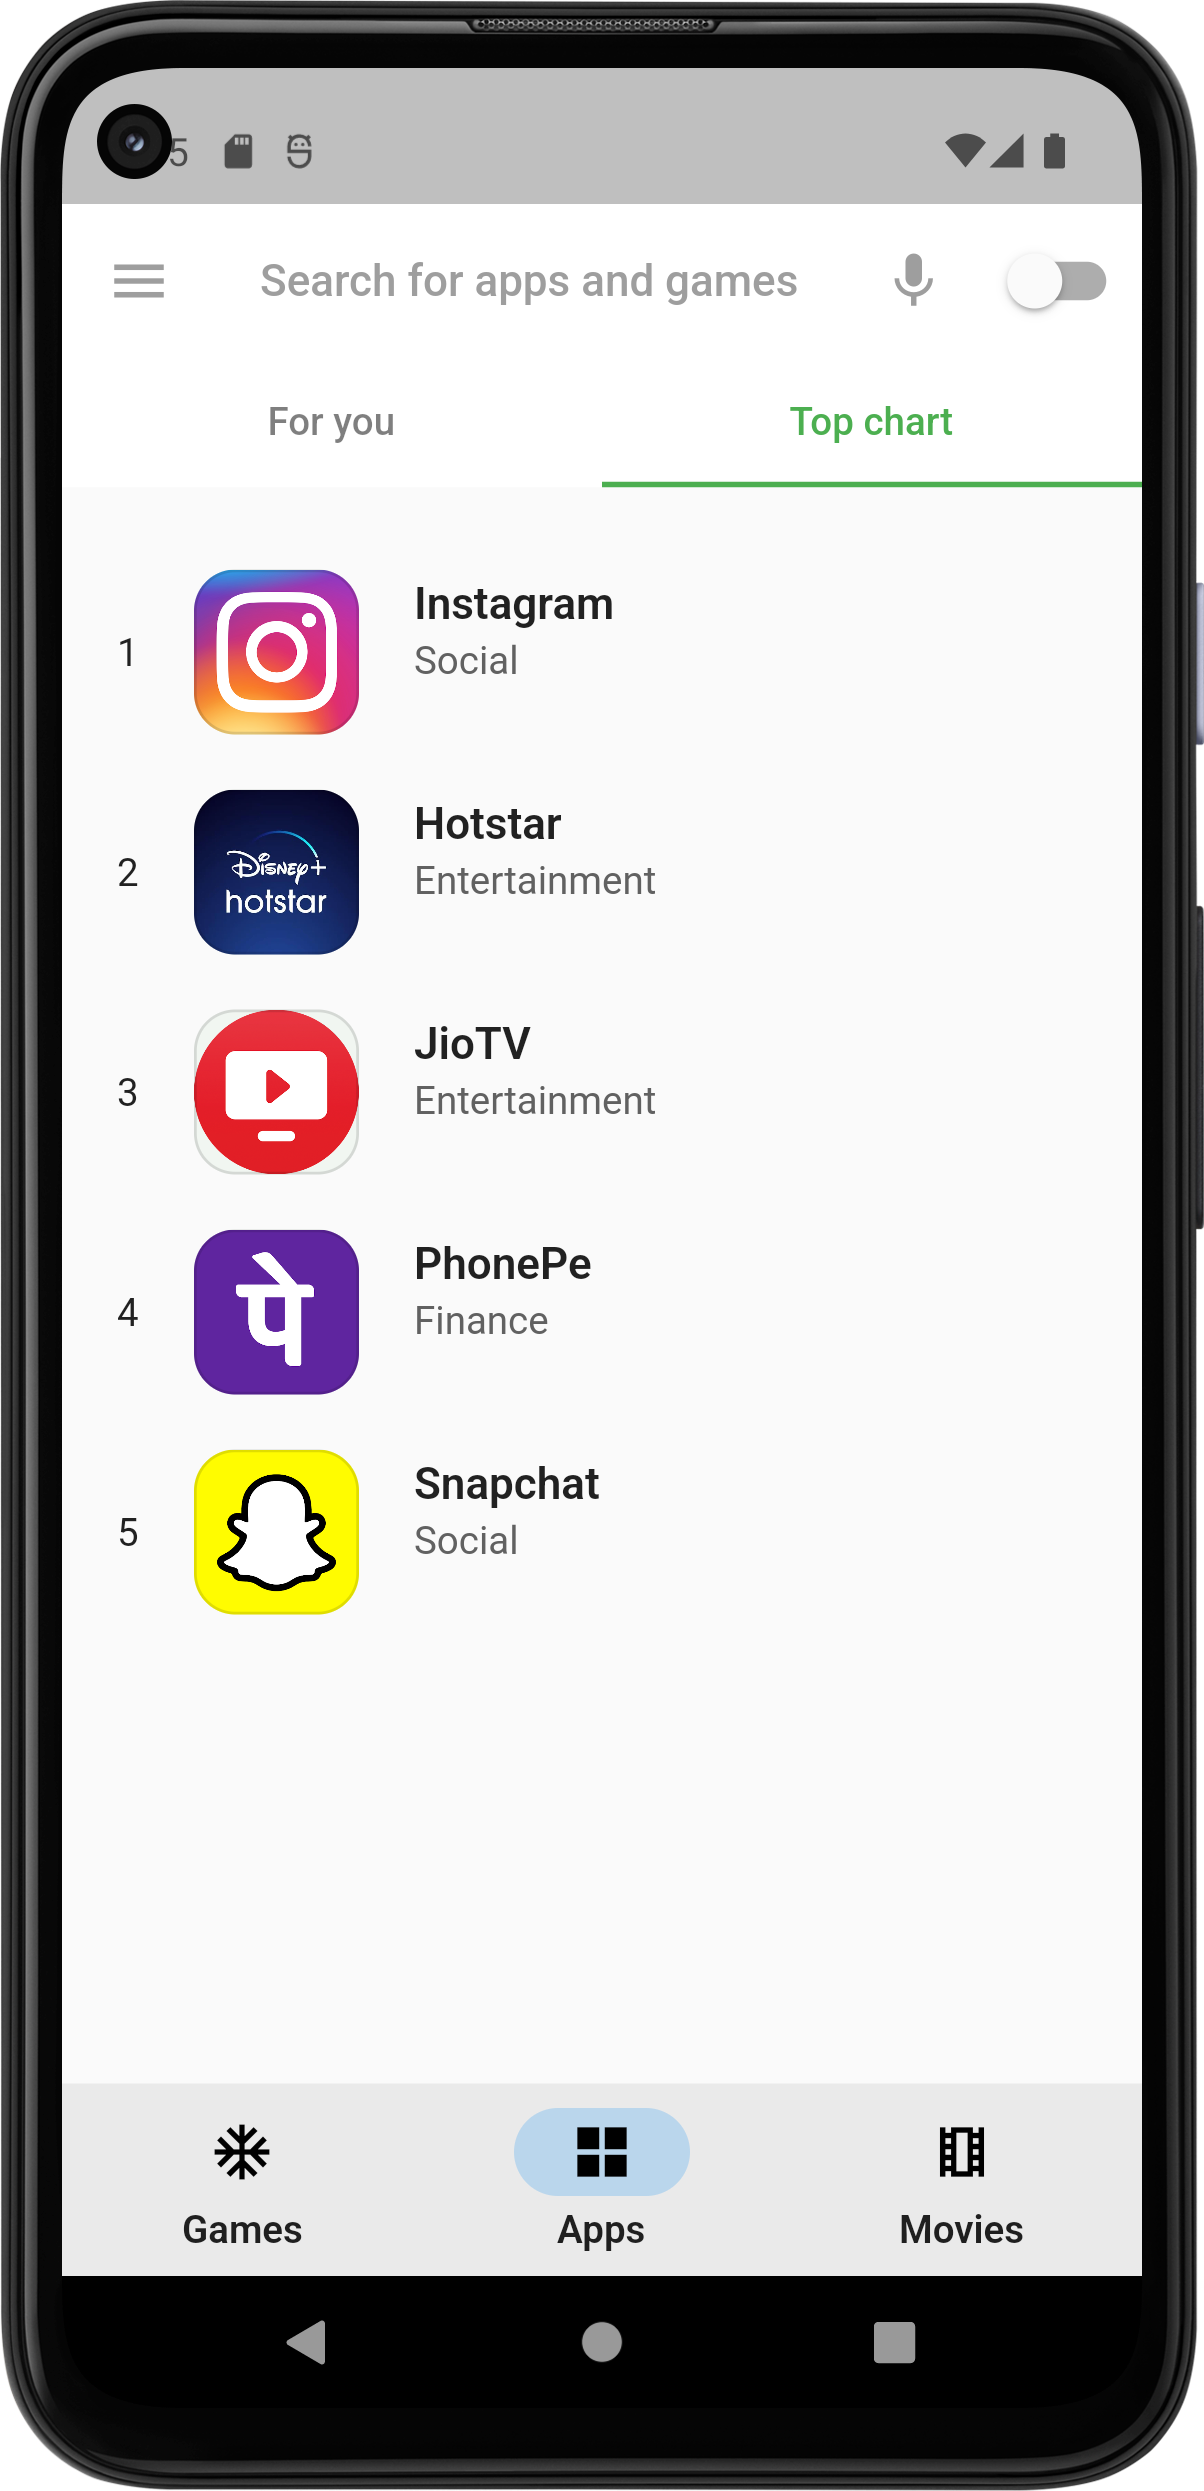 5
Search for apps and games
For you
Top chart
1
Instagram
Social
2
Disney+
hotstar
Hotstar
Entertainment
3
JioTV
Entertainment
4
पे
PhonePe
Finance
5
Snapchat
Social
Games
Apps
Movies